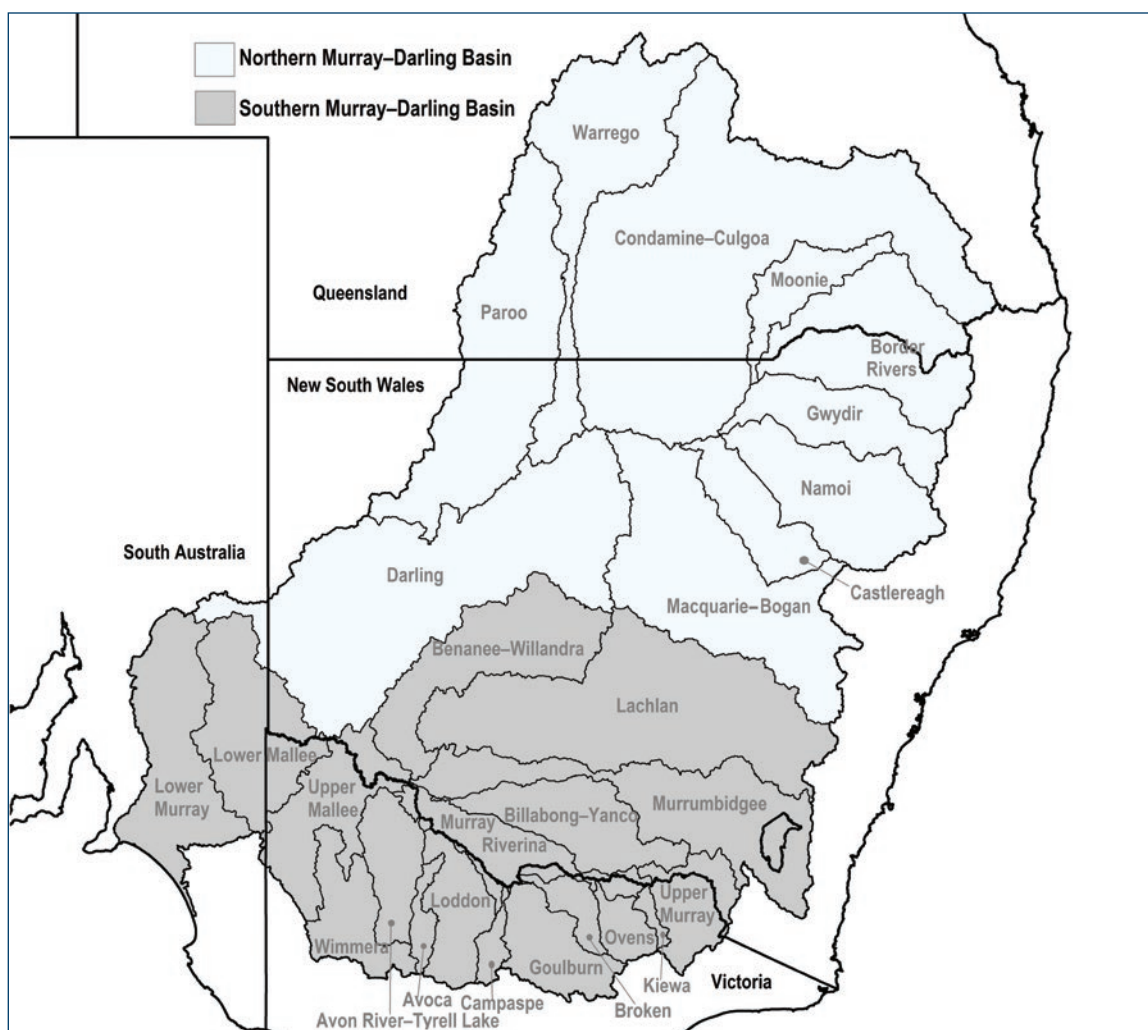 Northern Murray–Darling Basin
Southern Murray–Darling Basin
Warrego
Condamine–Culgoa
Moonie
Queensland
Paroo
Border
Rivers
New South Wales
Gwydir
Namoi
South Australia
Darling
Castlereagh
Macquarie–Bogan
Benanee–Willandra
Lachlan
Lower Mallee
Lower
Murray
Upper
Mallee
Murrumbidgee
Billabong–Yanco
Murray
Riverina
Loddon
Upper
Murray
Ovens
Wimmera
Goulburn
Kiewa
Victoria
Avoca
Campaspe
Broken
Avon River–Tyrell Lake